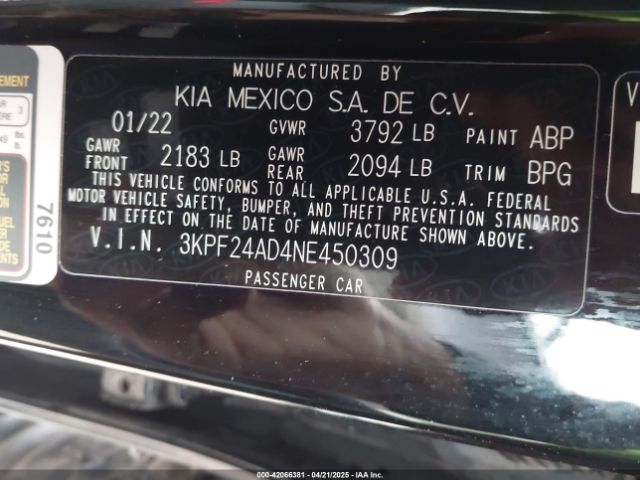 MANUFACTURED BY
KIA MEXICO S.A. DE C.V.
01/22 GVWR 3792 LB PAINT ABP
GAWR FRONT 2183 LB GAWR REAR 2094 LB TRIM BPG
THIS VEHICLE CONFORMS TO ALL APPLICABLE U.S.A. FEDERAL
MOTOR VEHICLE SAFETY, BUMPER, AND THEFT PREVENTION STANDARDS
IN EFFECT ON THE DATE OF MANUFACTURE SHOWN ABOVE.
V.I.N. 3KPF24AD4NE450309
PASSENGER CAR
7610
000-42066381 - 04/21/2025 - Copyright IAA, Inc.